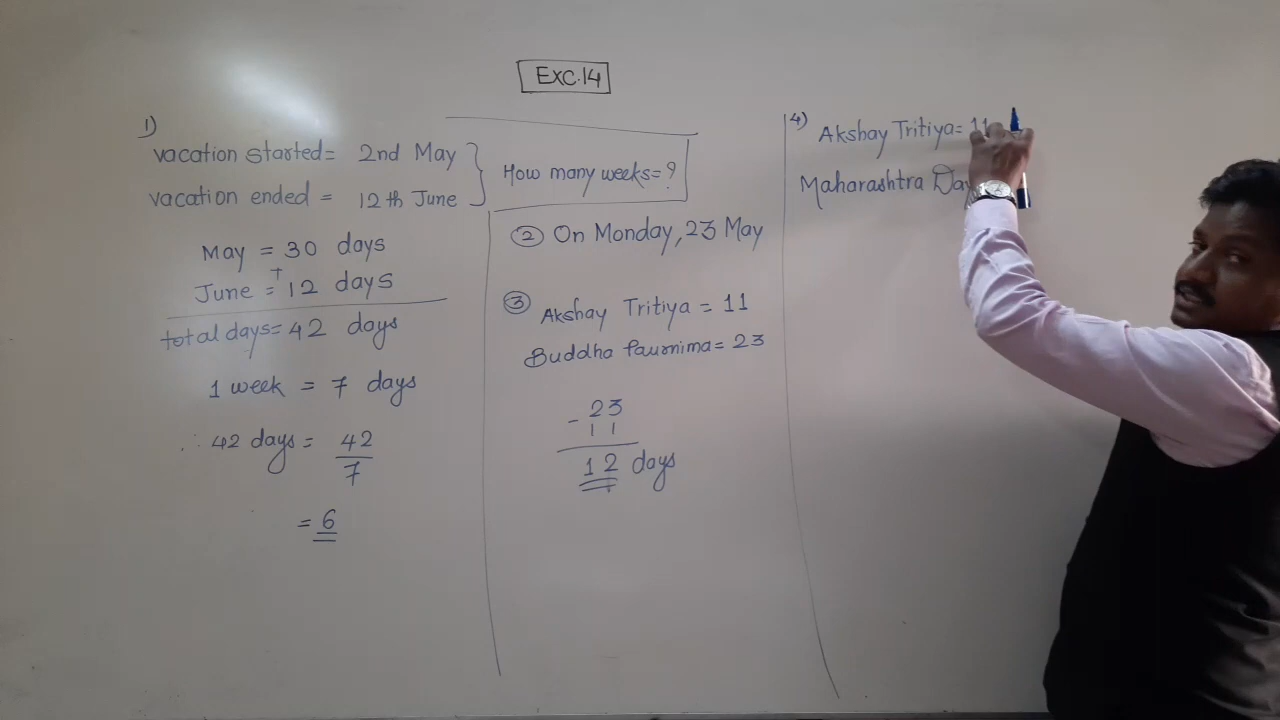 EXC.14
1)
vacation started= 2nd May
vacation ended = 12th June
How many weeks=?
May = 30 days
+
June = 12 days
total days= 42 days
1 week = 7 days
∴ 42 days = 42
7
= 6
② On Monday, 23 May
③ Akshay Tritiya = 11
Buddha Paurnima= 23
- 23
11
12 days
4) Akshay Tritiya= 11
Maharashtra Day